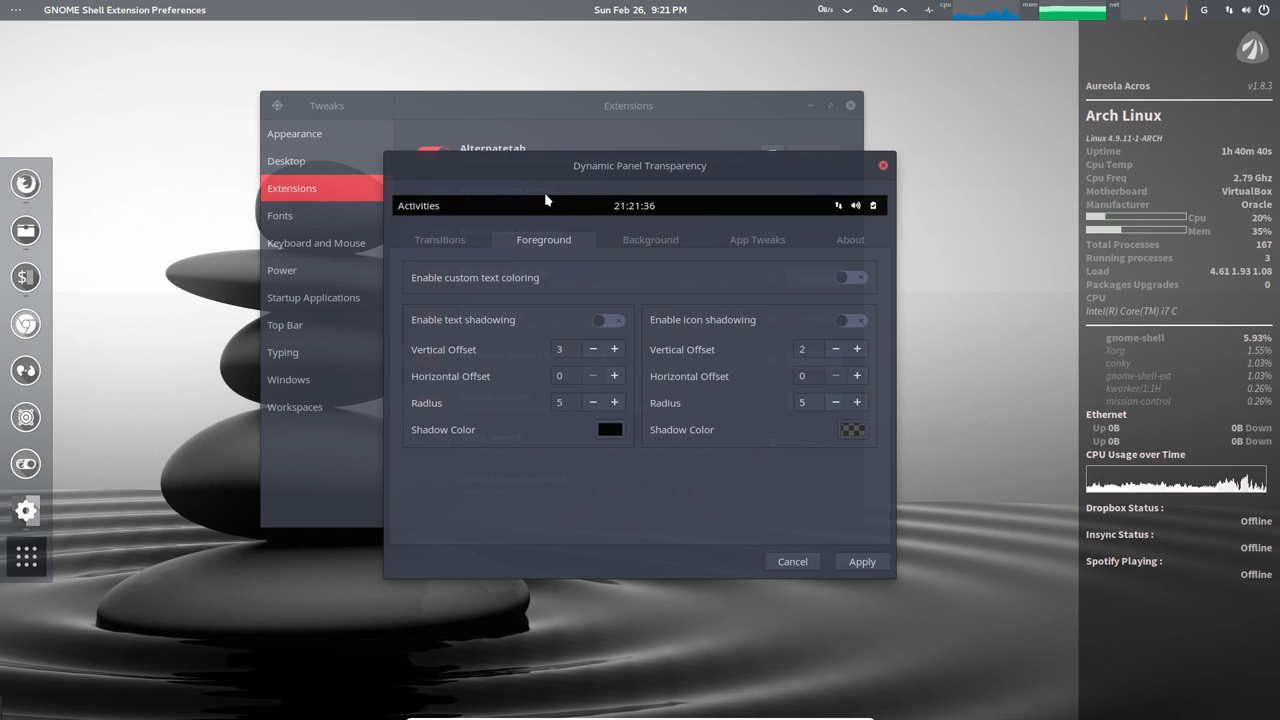 GNOME Shell Extension Preferences
Sun Feb 26, 9:21 PM
0B/s
0B/s
cpu
mem
net
G
Tweaks
Extensions
Appearance
Desktop
Extensions
Fonts
Keyboard and Mouse
Power
Startup Applications
Top Bar
Typing
Windows
Workspaces
Alternatetab
Dynamic Panel Transparency
Activities
21:21:36
Transitions
Foreground
Background
App Tweaks
About
Enable custom text coloring
Enable text shadowing
Vertical Offset 3
Horizontal Offset 0
Radius 5
Shadow Color
Enable icon shadowing
Vertical Offset 2
Horizontal Offset 0
Radius 5
Shadow Color
Cancel
Apply
Aureola Acros v1.8.3
Arch Linux
Linux 4.9.11-1-ARCH
Uptime 1h 40m 40s
Cpu Temp
Cpu Freq 2.79 Ghz
Motherboard VirtualBox
Manufacturer Oracle
Cpu 20%
Mem 35%
Total Processes 167
Running processes 3
Load 4.61 1.93 1.08
Packages Upgrades 0
CPU
Intel(R) Core(TM) i7 C
gnome-shell 5.93%
Xorg 1.55%
conky 1.03%
gnome-shell-ext 1.03%
kworker/1:1H 0.26%
mission-control 0.26%
Ethernet
Up 0B 0B Down
Up 0B 0B Down
CPU Usage over Time
Dropbox Status :
Offline
Insync Status :
Offline
Spotify Playing :
Offline